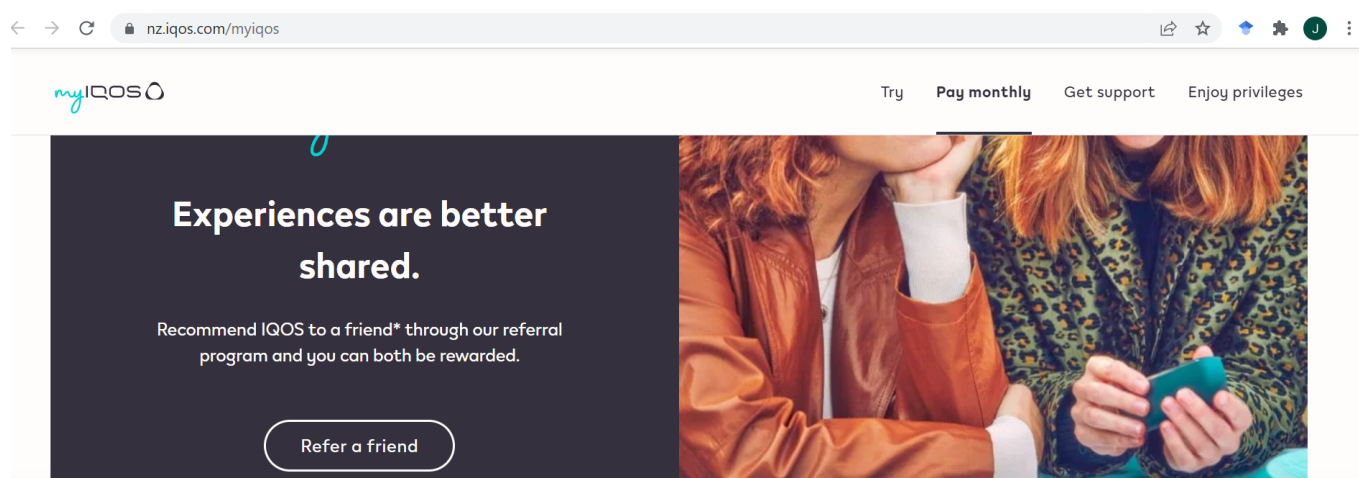 nz.iqos.com/myiqos
J
myIQOS
Try Pay monthly Get support Enjoy privileges
Experiences are better
shared.
Recommend IQOS to a friend* through our referral
program and you can both be rewarded.
Refer a friend